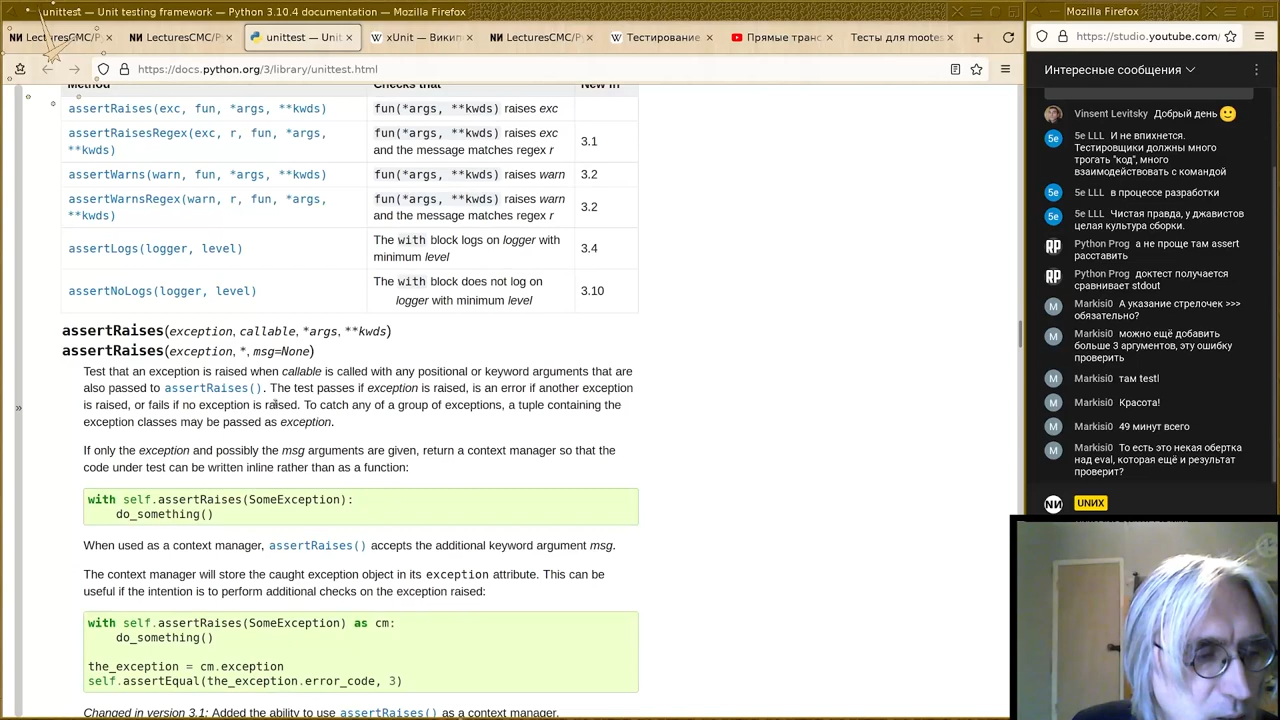 unittest — Unit testing framework — Python 3.10.4 documentation — Mozilla Firefox
LecturesCMC/P
LecturesCMC/P
unittest — Unit
xUnit — Викип
LecturesCMC/P
Тестирование
Прямые транс
Тесты для mootes
https://docs.python.org/3/library/unittest.html
Method Checks that New in
assertRaises(exc, fun, *args, **kwds)
fun(*args, **kwds) raises exc
assertRaisesRegex(exc, r, fun, *args,
**kwds)
fun(*args, **kwds) raises exc
and the message matches regex r
3.1
assertWarns(warn, fun, *args, **kwds)
fun(*args, **kwds) raises warn
3.2
assertWarnsRegex(warn, r, fun, *args,
**kwds)
fun(*args, **kwds) raises warn
and the message matches regex r
3.2
assertLogs(logger, level)
The with block logs on logger with
minimum level
3.4
assertNoLogs(logger, level)
The with block does not log on
logger with minimum level
3.10
assertRaises(exception, callable, *args, **kwds)
assertRaises(exception, *, msg=None)
Test that an exception is raised when callable is called with any positional or keyword arguments that are
also passed to assertRaises(). The test passes if exception is raised, is an error if another exception
is raised, or fails if no exception is raised. To catch any of a group of exceptions, a tuple containing the
exception classes may be passed as exception.
If only the exception and possibly the msg arguments are given, return a context manager so that the
code under test can be written inline rather than as a function:
with self.assertRaises(SomeException):
do_something()
When used as a context manager, assertRaises() accepts the additional keyword argument msg.
The context manager will store the caught exception object in its exception attribute. This can be
useful if the intention is to perform additional checks on the exception raised:
with self.assertRaises(SomeException) as cm:
do_something()
the_exception = cm.exception
self.assertEqual(the_exception.error_code, 3)
Changed in version 3.1: Added the ability to use assertRaises() as a context manager.
Mozilla Firefox
https://studio.youtube.com/
Интересные сообщения
Vinsent Levitsky Добрый день 🙂
5e LLL И не впихнется.
Тестировщики должны много
трогать "код", много
взаимодействовать с командой
5e LLL в процессе разработки
5e LLL Чистая правда, у джавистов
целая культура сборки.
Python Prog а не проще там assert
расставить
Python Prog доктест получается
сравнивает stdout
Markisi0 А указание стрелочек >>>
обязательно?
Markisi0 можно ещё добавить
больше 3 аргументов, эту ошибку
проверить
Markisi0 там testl
Markisi0 Красота!
Markisi0 49 минут всего
Markisi0 То есть это некая обертка
над eval, которая ещё и результат
проверит?
UNИX